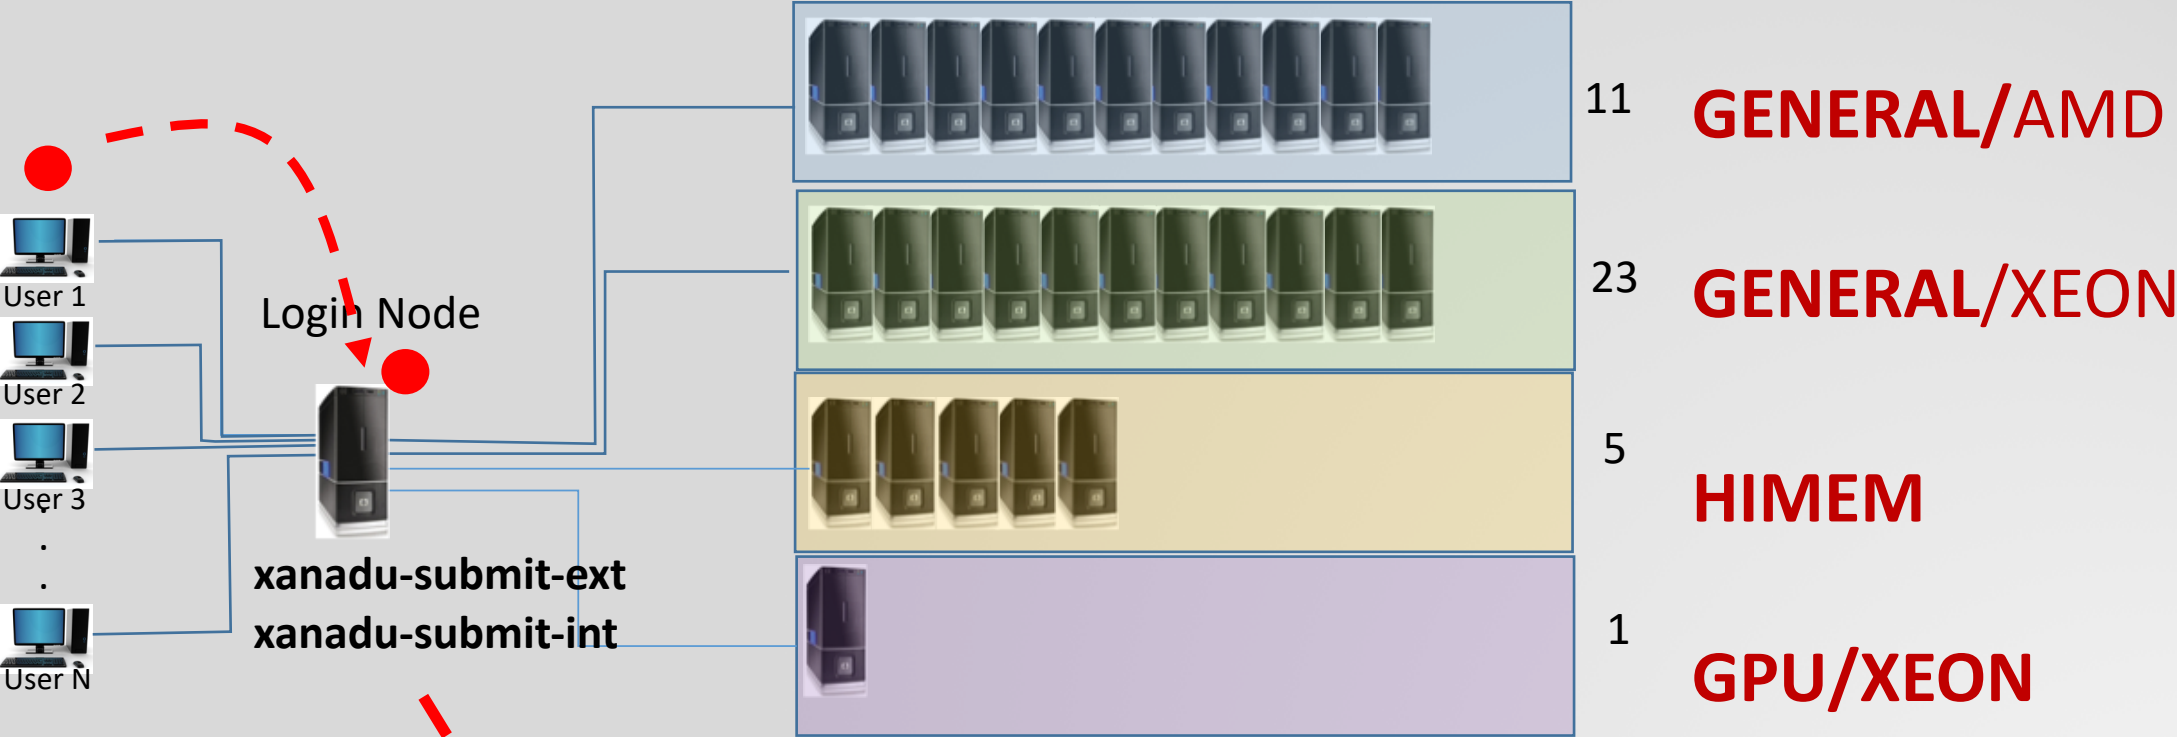 User 1
User 2
User 3
.
.
.
User N
Login Node
xanadu-submit-ext
xanadu-submit-int
11
GENERAL/AMD
23
GENERAL/XEON
5
HIMEM
1
GPU/XEON